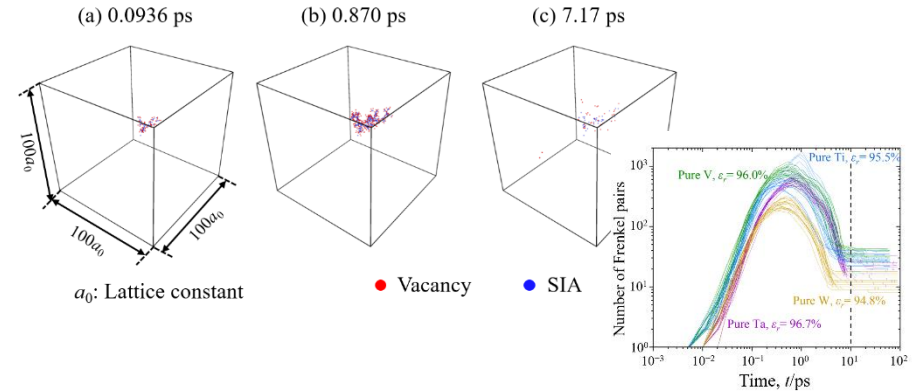 (a) 0.0936 ps
(b) 0.870 ps
(c) 7.17 ps
100a₀
100a₀
100a₀
a₀: Lattice constant
Vacancy
SIA
Number of Frenkel pairs
10³
10²
10¹
10⁰
Pure V, εᵣ= 96.0%
Pure Ti, εᵣ= 95.5%
Pure W, εᵣ= 94.8%
Pure Ta, εᵣ= 96.7%
10⁻³ 10⁻² 10⁻¹ 10⁰ 10¹ 10²
Time, t/ps